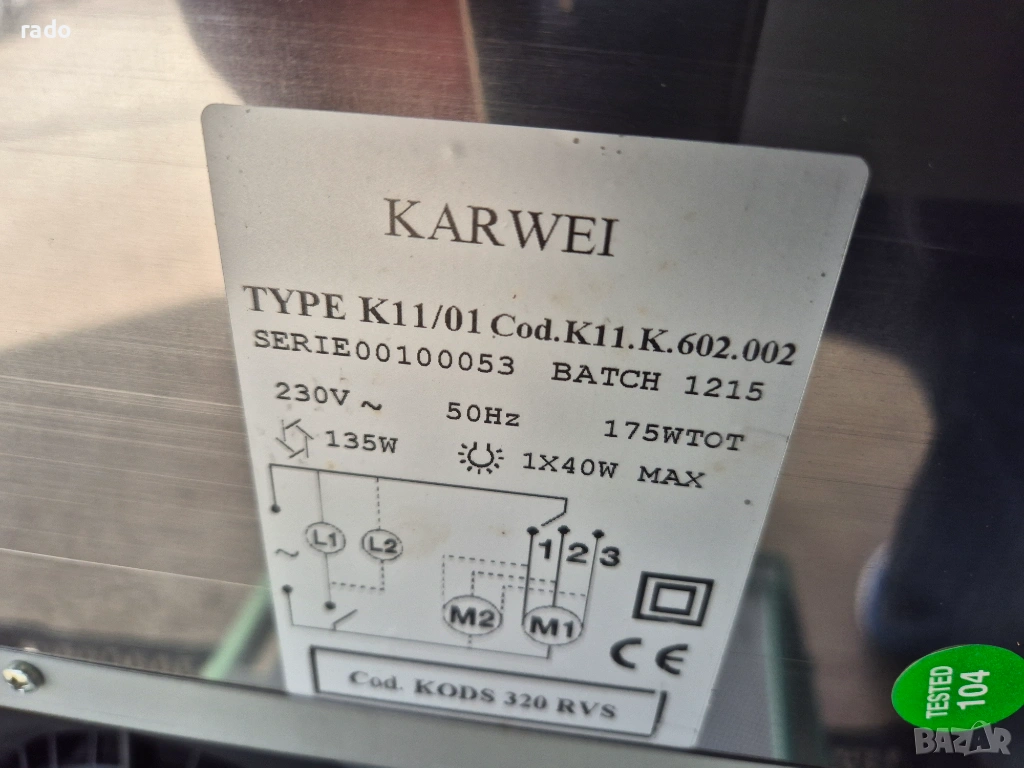 rado
KARWEI
TYPE K11/01 Cod.K11.K.602.002
SERIE00100053 BATCH 1215
230V ~ 50Hz 175WTOT
135W 1X40W MAX
L1 L2 1 2 3
~
M2 M1
CE
Cod. KODS 320 RVS
TESTED
104
BAZAR